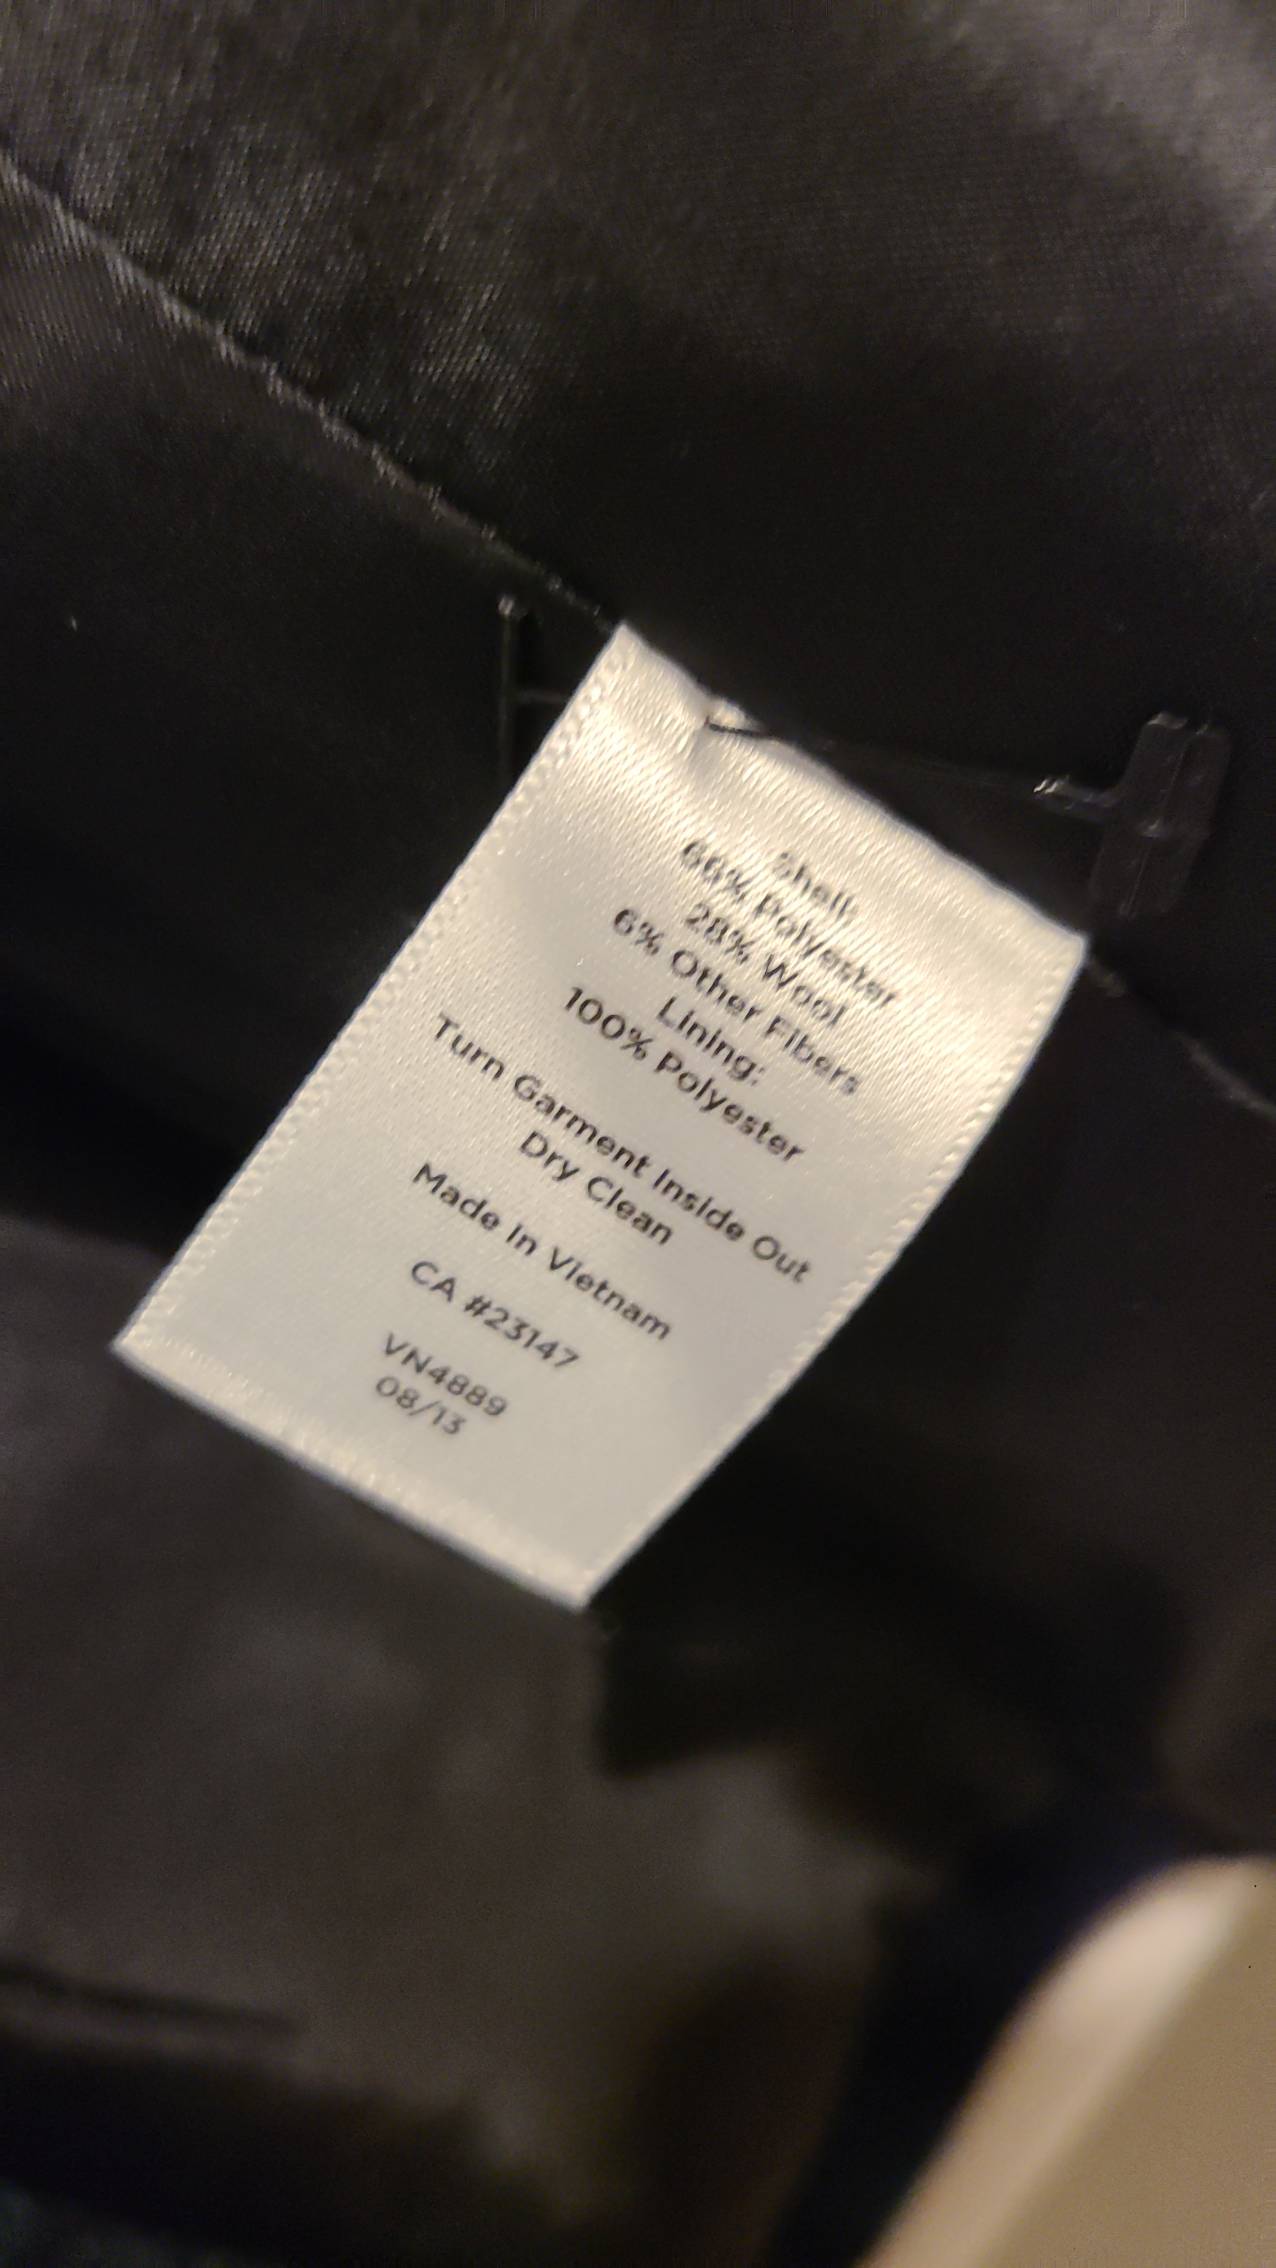 Shell:
66% Polyester
28% Wool
6% Other Fibers
Lining:
100% Polyester
Turn Garment Inside Out
Dry Clean
Made In Vietnam
CA #23147
VN4889
08/13